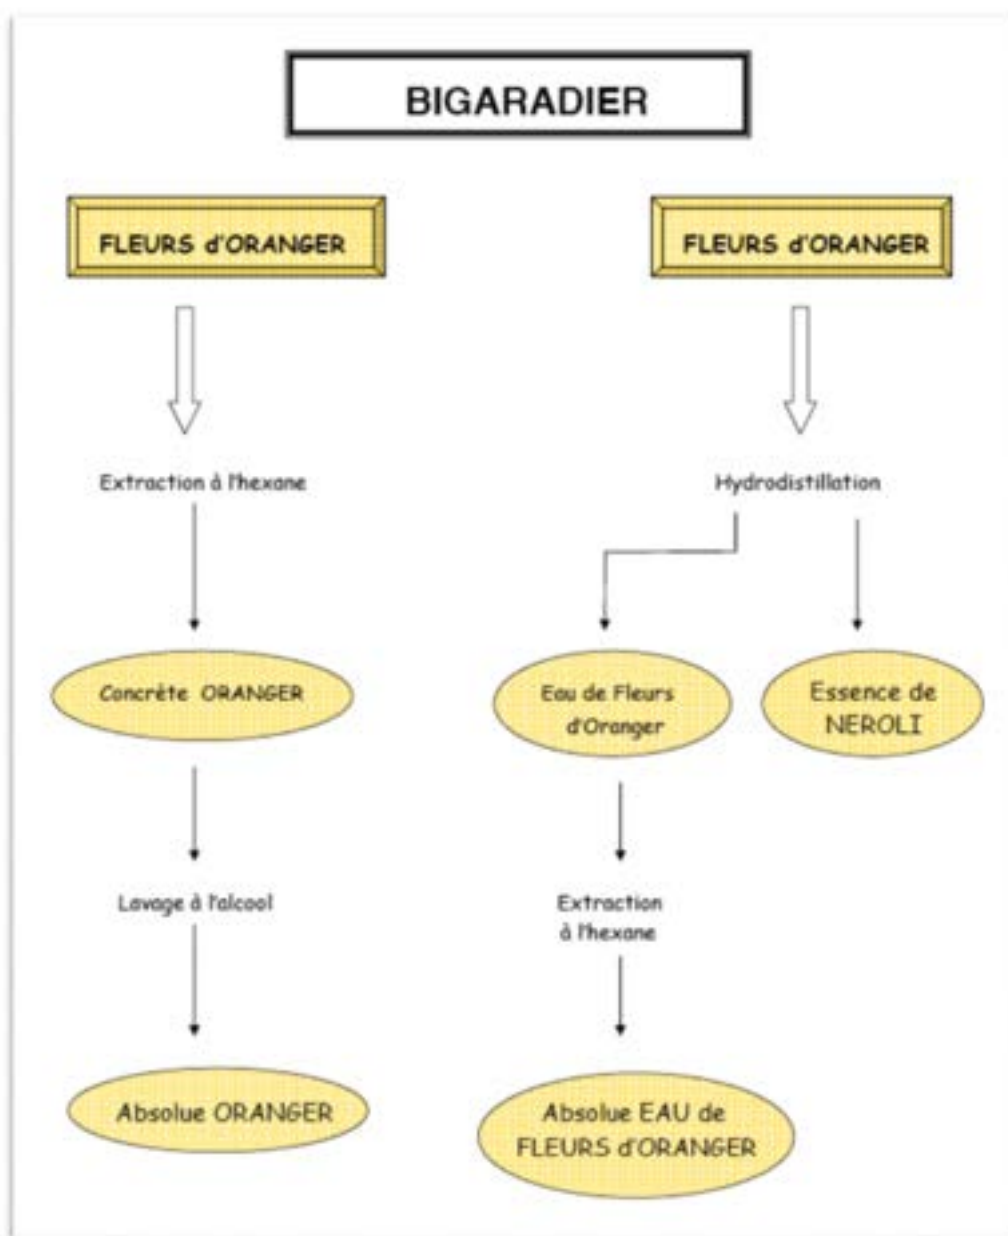 BIGARADIER
FLEURS d'ORANGER
FLEURS d'ORANGER
Extraction à l'hexane
Hydrodistillation
Concrète ORANGER
Eau de Fleurs
d'Oranger
Essence de
NEROLI
Lavage à l'alcool
Extraction
à l'hexane
Absolue ORANGER
Absolue EAU de
FLEURS d'ORANGER